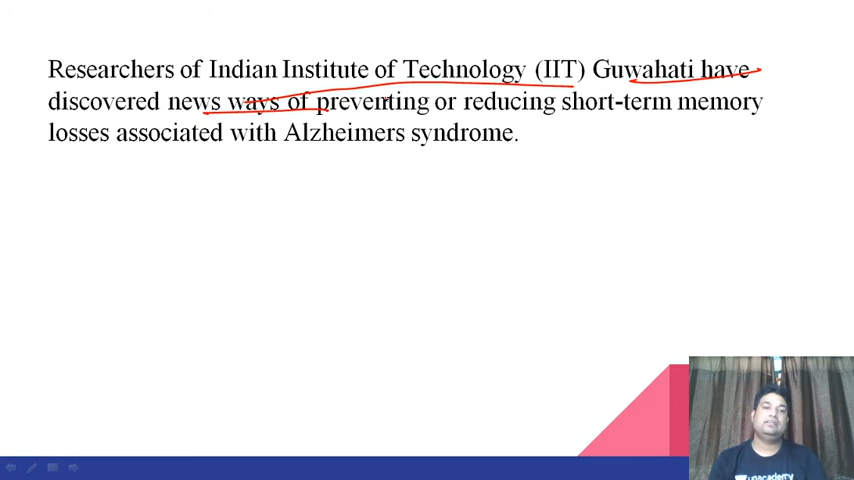 Researchers of Indian Institute of Technology (IIT) Guwahati have
discovered news ways of preventing or reducing short-term memory
losses associated with Alzheimers syndrome.
unacademy